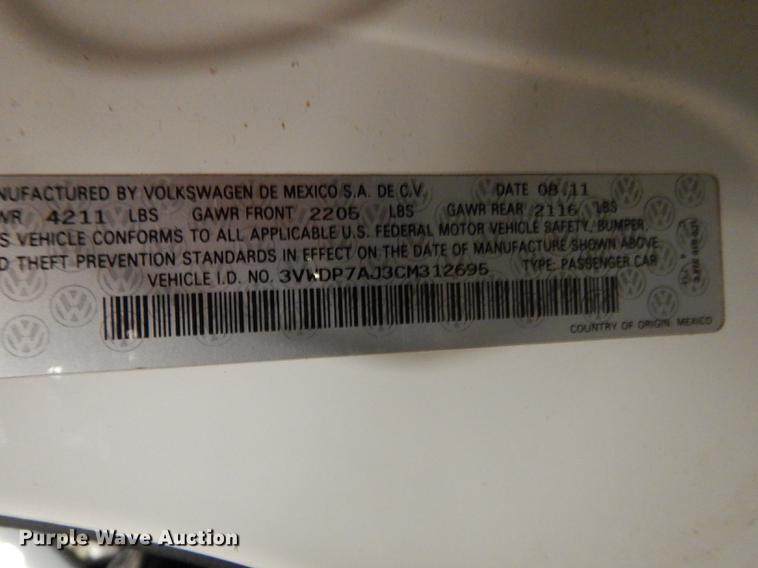 NUFACTURED BY VOLKSWAGEN DE MEXICO S.A. DE C.V. DATE 08.11
WR 4211 LBS GAWR FRONT 2205 LBS GAWR REAR 2116 LBS
S VEHICLE CONFORMS TO ALL APPLICABLE U.S. FEDERAL MOTOR VEHICLE SAFETY, BUMPER,
D THEFT PREVENTION STANDARDS IN EFFECT ON THE DATE OF MANUFACTURE SHOWN ABOVE.
VEHICLE I.D. NO. 3VWDP7AJ3CM312695 TYPE: PASSENGER CAR
COUNTRY OF ORIGIN MEXICO
Purple Wave Auction